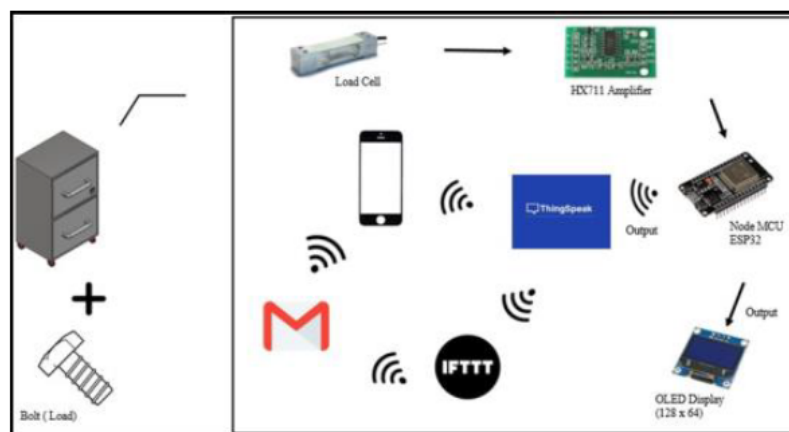 Load Cell
HX711 Amplifier
ThingSpeak
Output
Node MCU
ESP32
IFTTT
Output
Bolt ( Load)
OLED Display
(128 x 64)